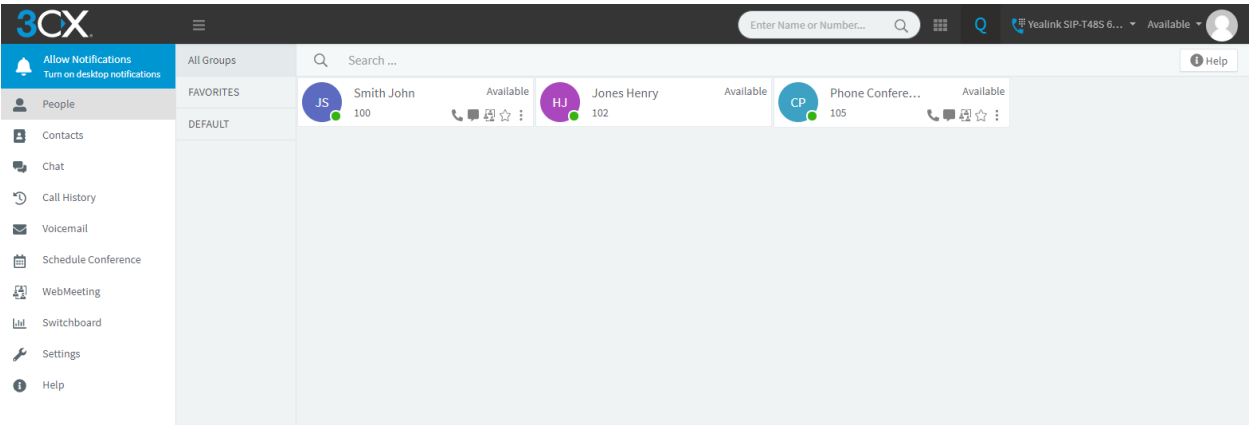 3CX.
Enter Name or Number...
Q
Yealink SIP-T48S 6...
Available
Allow Notifications
Turn on desktop notifications
People
Contacts
Chat
Call History
Voicemail
Schedule Conference
WebMeeting
Switchboard
Settings
Help
All Groups
FAVORITES
DEFAULT
Search ...
Help
JS
Smith John
Available
100
HJ
Jones Henry
Available
102
CP
Phone Confere...
Available
105